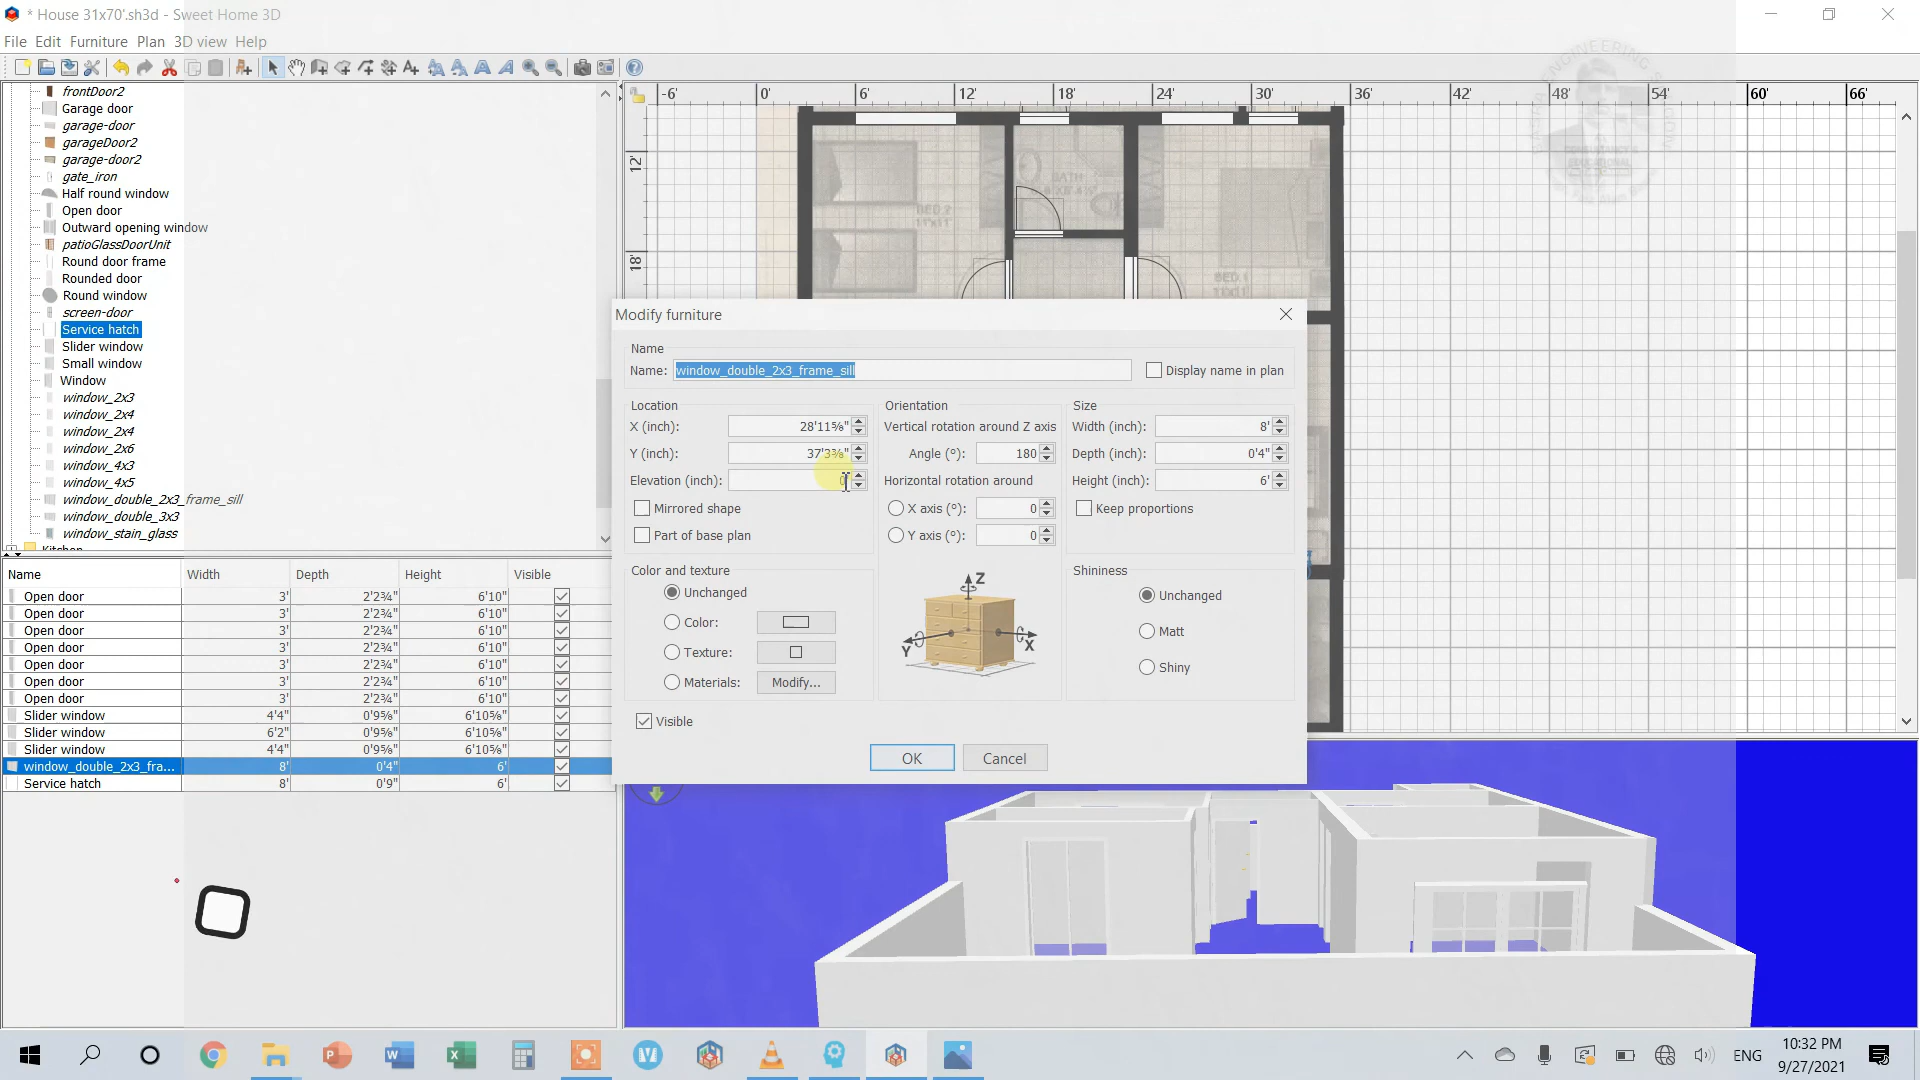 * House 31x70'.sh3d - Sweet Home 3D
File Edit Furniture Plan 3D view Help
frontDoor2
Garage door
garage-door
garageDoor2
garage-door2
gate_iron
Half round window
Open door
Outward opening window
patioGlassDoorUnit
Round door frame
Rounded door
Round window
screen-door
Service hatch
Slider window
Small window
Window
window_2x3
window_2x4
window_2x4
window_2x6
window_4x3
window_4x5
window_double_2x3_frame_sill
window_double_3x3
window_stain_glass
Kitchen
-6' 0' 6' 12' 18' 24' 30' 36' 42' 48' 54' 60' 66'
12'
18'
BATH
BED.2
11'x11'
BED.1
11'x11'
Modify furniture
Name
Name: window_double_2x3_frame_sill
Display name in plan
Location
X (inch): 28'11⅝"
Y (inch): 37'3⅜"
Elevation (inch): 0'
Mirrored shape
Part of base plan
Orientation
Vertical rotation around Z axis
Angle (°): 180
Horizontal rotation around
X axis (°): 0
Y axis (°): 0
Size
Width (inch): 8'
Depth (inch): 0'4"
Height (inch): 6'
Keep proportions
Color and texture
Unchanged
Color:
Texture:
Materials: Modify...
Z
Y
X
Shininess
Unchanged
Matt
Shiny
Visible
OK Cancel
Name Width Depth Height Visible
Open door 3' 2'2¾" 6'10"
Open door 3' 2'2¾" 6'10"
Open door 3' 2'2¾" 6'10"
Open door 3' 2'2¾" 6'10"
Open door 3' 2'2¾" 6'10"
Open door 3' 2'2¾" 6'10"
Open door 3' 2'2¾" 6'10"
Slider window 4'4" 0'9⅝" 6'10⅝"
Slider window 6'2" 0'9⅝" 6'10⅝"
Slider window 4'4" 0'9⅝" 6'10⅝"
window_double_2x3_fra... 8' 0'4" 6'
Service hatch 8' 0'9" 6'
ENG
10:32 PM
9/27/2021